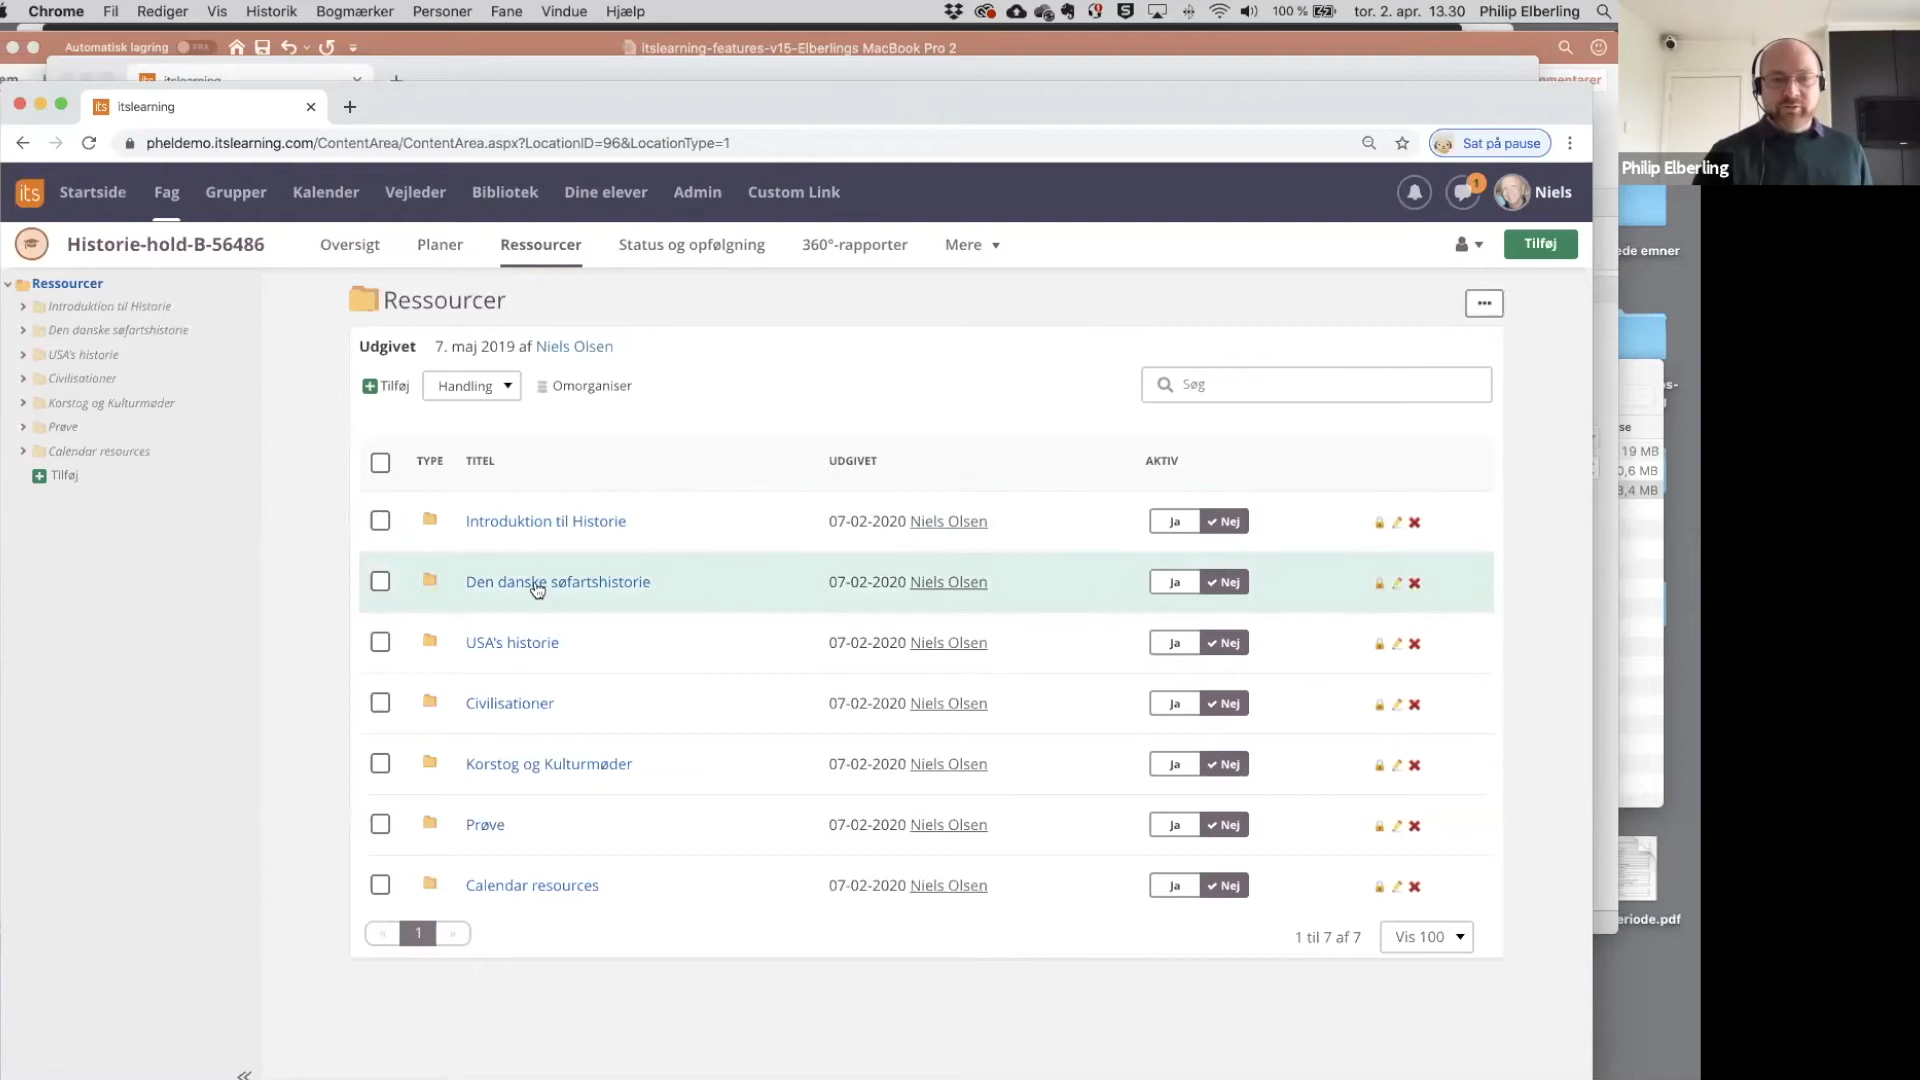 Chrome Fil Rediger Vis Historik Bogmærker Personer Fane Vindue Hjælp 100 % tor. 2. apr. 13.30 Philip Elberling
Automatisk lagring FRA itslearning-features-v15-Elberlings MacBook Pro 2
itslearning
its itslearning
pheldemo.itslearning.com/ContentArea/ContentArea.aspx?LocationID=96&LocationType=1 Sat på pause
Philip Elberling
its Startside Fag Grupper Kalender Vejleder Bibliotek Dine elever Admin Custom Link 1 Niels
Historie-hold-B-56486 Oversigt Planer Ressourcer Status og opfølgning 360°-rapporter Mere Tilføj
ede emner
Ressourcer
Introduktion til Historie
Den danske søfartshistorie
USA's historie
Civilisationer
Korstog og Kulturmøder
Prøve
Calendar resources
Tilføj
Ressourcer
Udgivet 7. maj 2019 af Niels Olsen
Tilføj Handling Omorganiser Søg
TYPE TITEL UDGIVET AKTIV
Introduktion til Historie 07-02-2020 Niels Olsen Ja Nej
Den danske søfartshistorie 07-02-2020 Niels Olsen Ja Nej
USA's historie 07-02-2020 Niels Olsen Ja Nej
Civilisationer 07-02-2020 Niels Olsen Ja Nej
Korstog og Kulturmøder 07-02-2020 Niels Olsen Ja Nej
Prøve 07-02-2020 Niels Olsen Ja Nej
Calendar resources 07-02-2020 Niels Olsen Ja Nej
« 1 » 1 til 7 af 7 Vis 100
se
19 MB
0,6 MB
3,4 MB
eriode.pdf